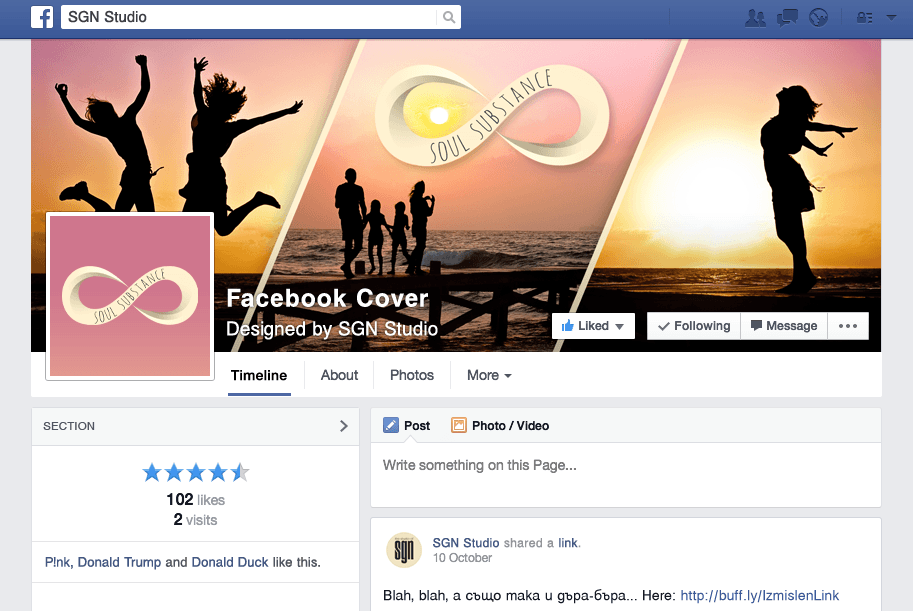 SGN Studio
SOUL SUBSTANCE
SOUL SUBSTANCE
Facebook Cover
Designed by SGN Studio
Liked
Following
Message
Timeline
About
Photos
More
SECTION
102 likes
2 visits
P!nk, Donald Trump and Donald Duck like this.
Post
Photo / Video
Write something on this Page...
sgn
SGN Studio shared a link.
10 October
Blah, blah, а също така и дъра-бъра... Here: http://buff.ly/IzmislenLink